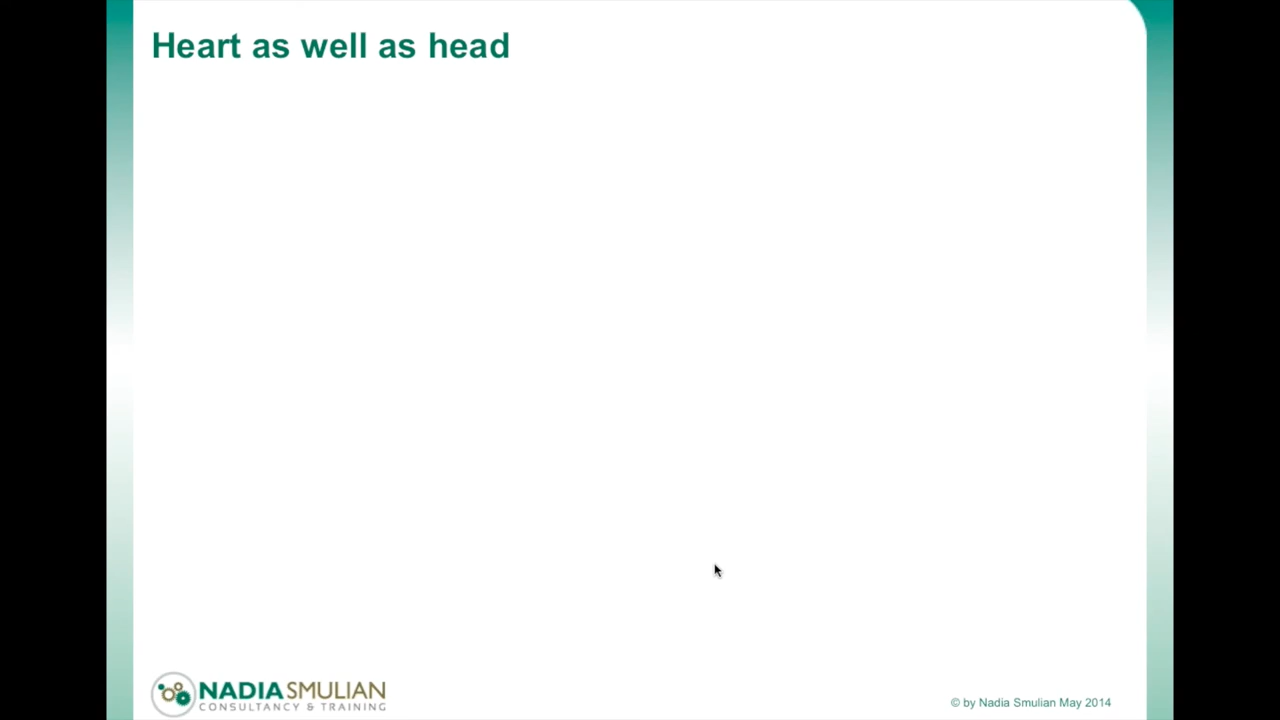 Heart as well as head
NADIA SMULIAN
CONSULTANCY & TRAINING
© by Nadia Smulian May 2014